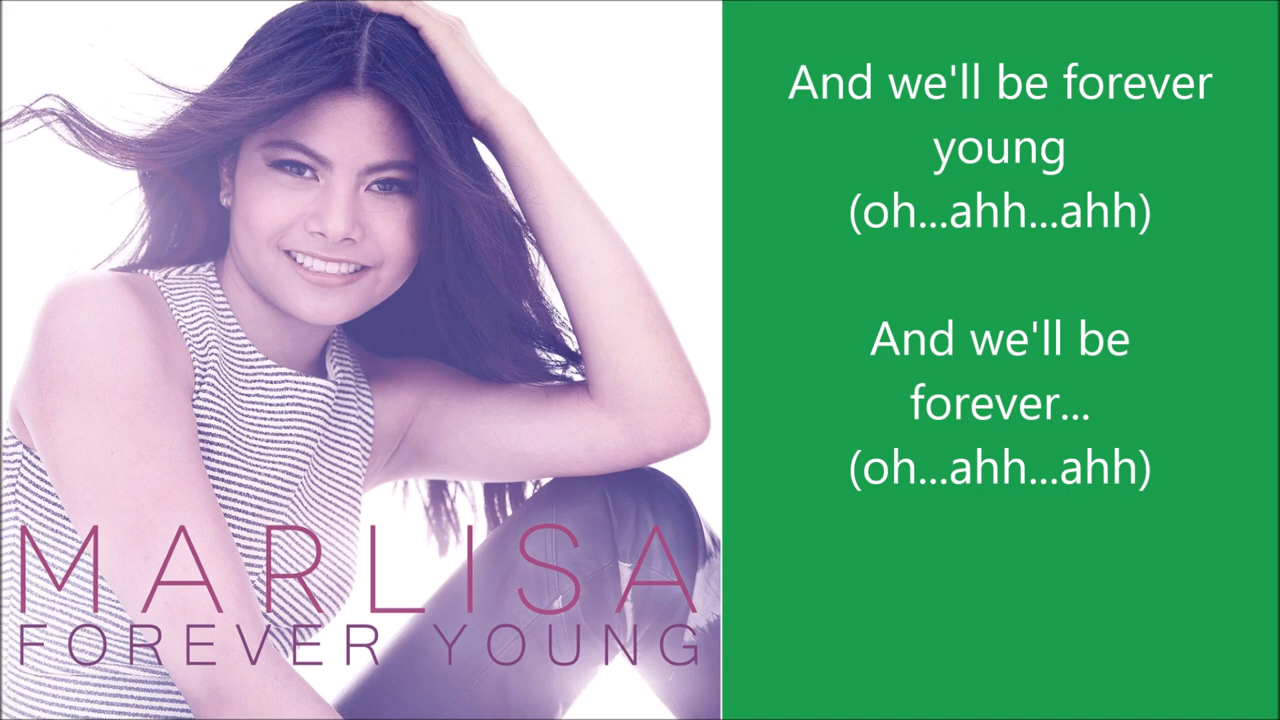 MARLISA
FOREVER YOUNG
And we'll be forever
young
(oh...ahh...ahh)
And we'll be
forever...
(oh...ahh...ahh)